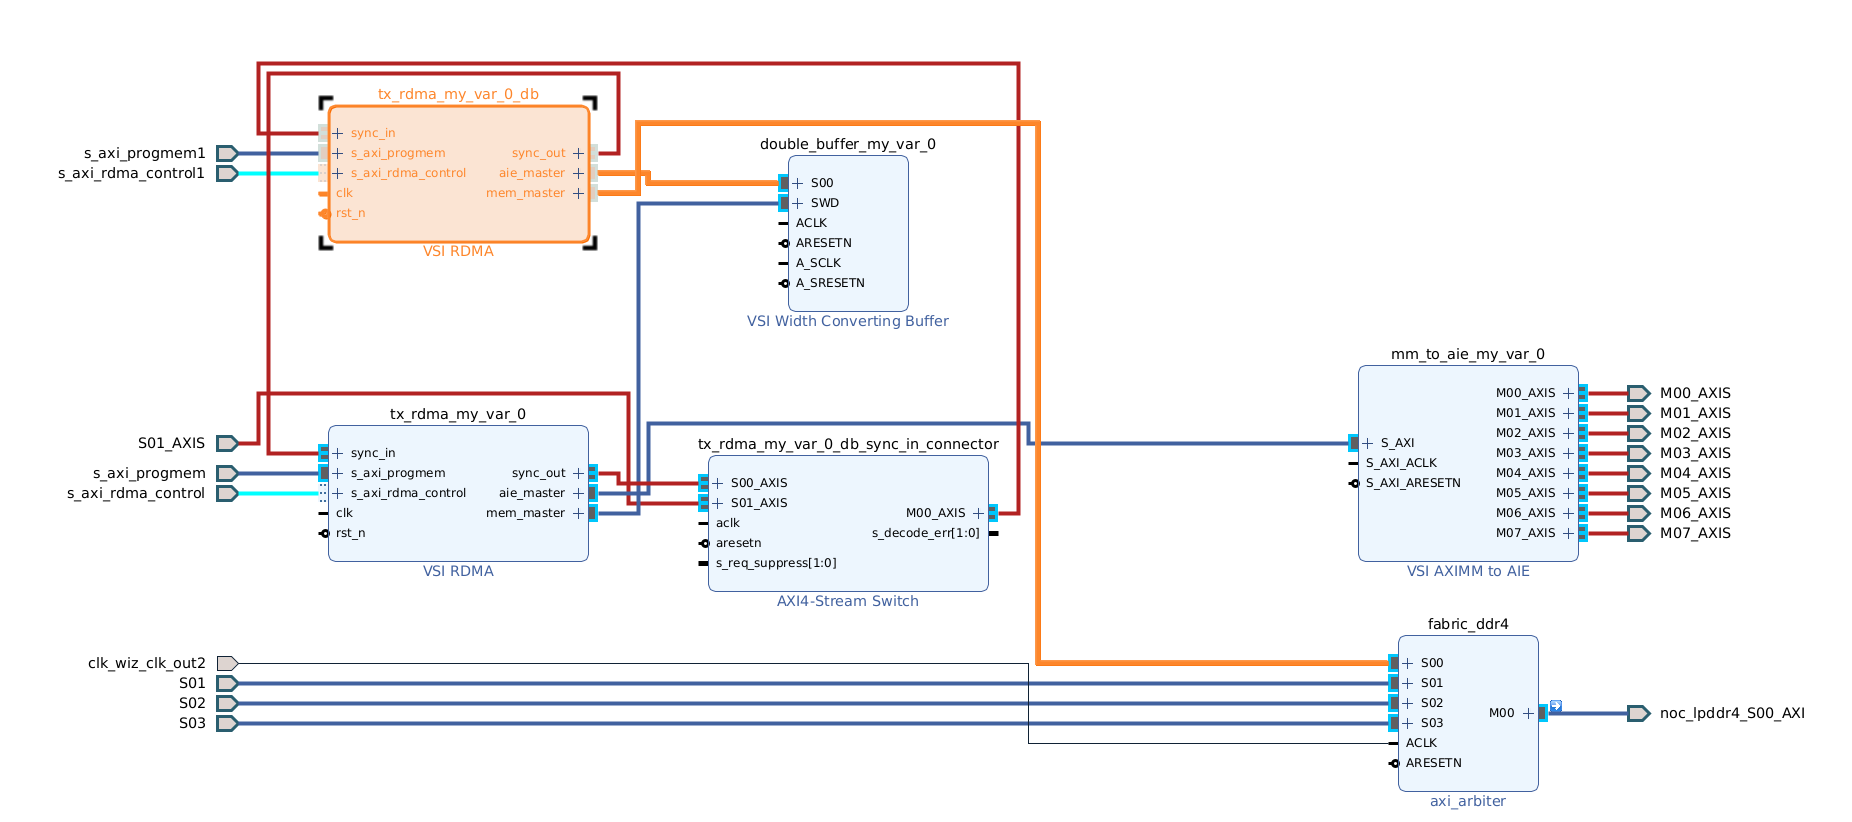 tx_rdma_my_var_0_db
sync_in
s_axi_progmem1
s_axi_progmem
sync_out
s_axi_rdma_control1
s_axi_rdma_control
aie_master
clk
mem_master
rst_n
VSI RDMA
double_buffer_my_var_0
S00
SWD
ACLK
ARESETN
A_SCLK
A_SRESETN
VSI Width Converting Buffer
mm_to_aie_my_var_0
M00_AXIS
M00_AXIS
M01_AXIS
M01_AXIS
M02_AXIS
M02_AXIS
S_AXI
M03_AXIS
M03_AXIS
S_AXI_ACLK
M04_AXIS
M04_AXIS
S_AXI_ARESETN
M05_AXIS
M05_AXIS
M06_AXIS
M06_AXIS
M07_AXIS
M07_AXIS
VSI AXIMM to AIE
tx_rdma_my_var_0
S01_AXIS
sync_in
s_axi_progmem
s_axi_progmem
sync_out
s_axi_rdma_control
s_axi_rdma_control
aie_master
clk
mem_master
rst_n
VSI RDMA
tx_rdma_my_var_0_db_sync_in_connector
S00_AXIS
S01_AXIS
aclk
M00_AXIS
aresetn
s_decode_err[1:0]
s_req_suppress[1:0]
AXI4-Stream Switch
clk_wiz_clk_out2
S01
S02
S03
fabric_ddr4
S00
S01
S02
S03
M00
ACLK
ARESETN
axi_arbiter
noc_lpddr4_S00_AXI